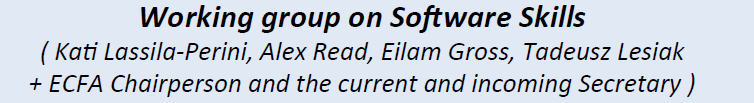 Working group on Software Skills
( Kati Lassila-Perini, Alex Read, Eilam Gross, Tadeusz Lesiak
+ ECFA Chairperson and the current and incoming Secretary )